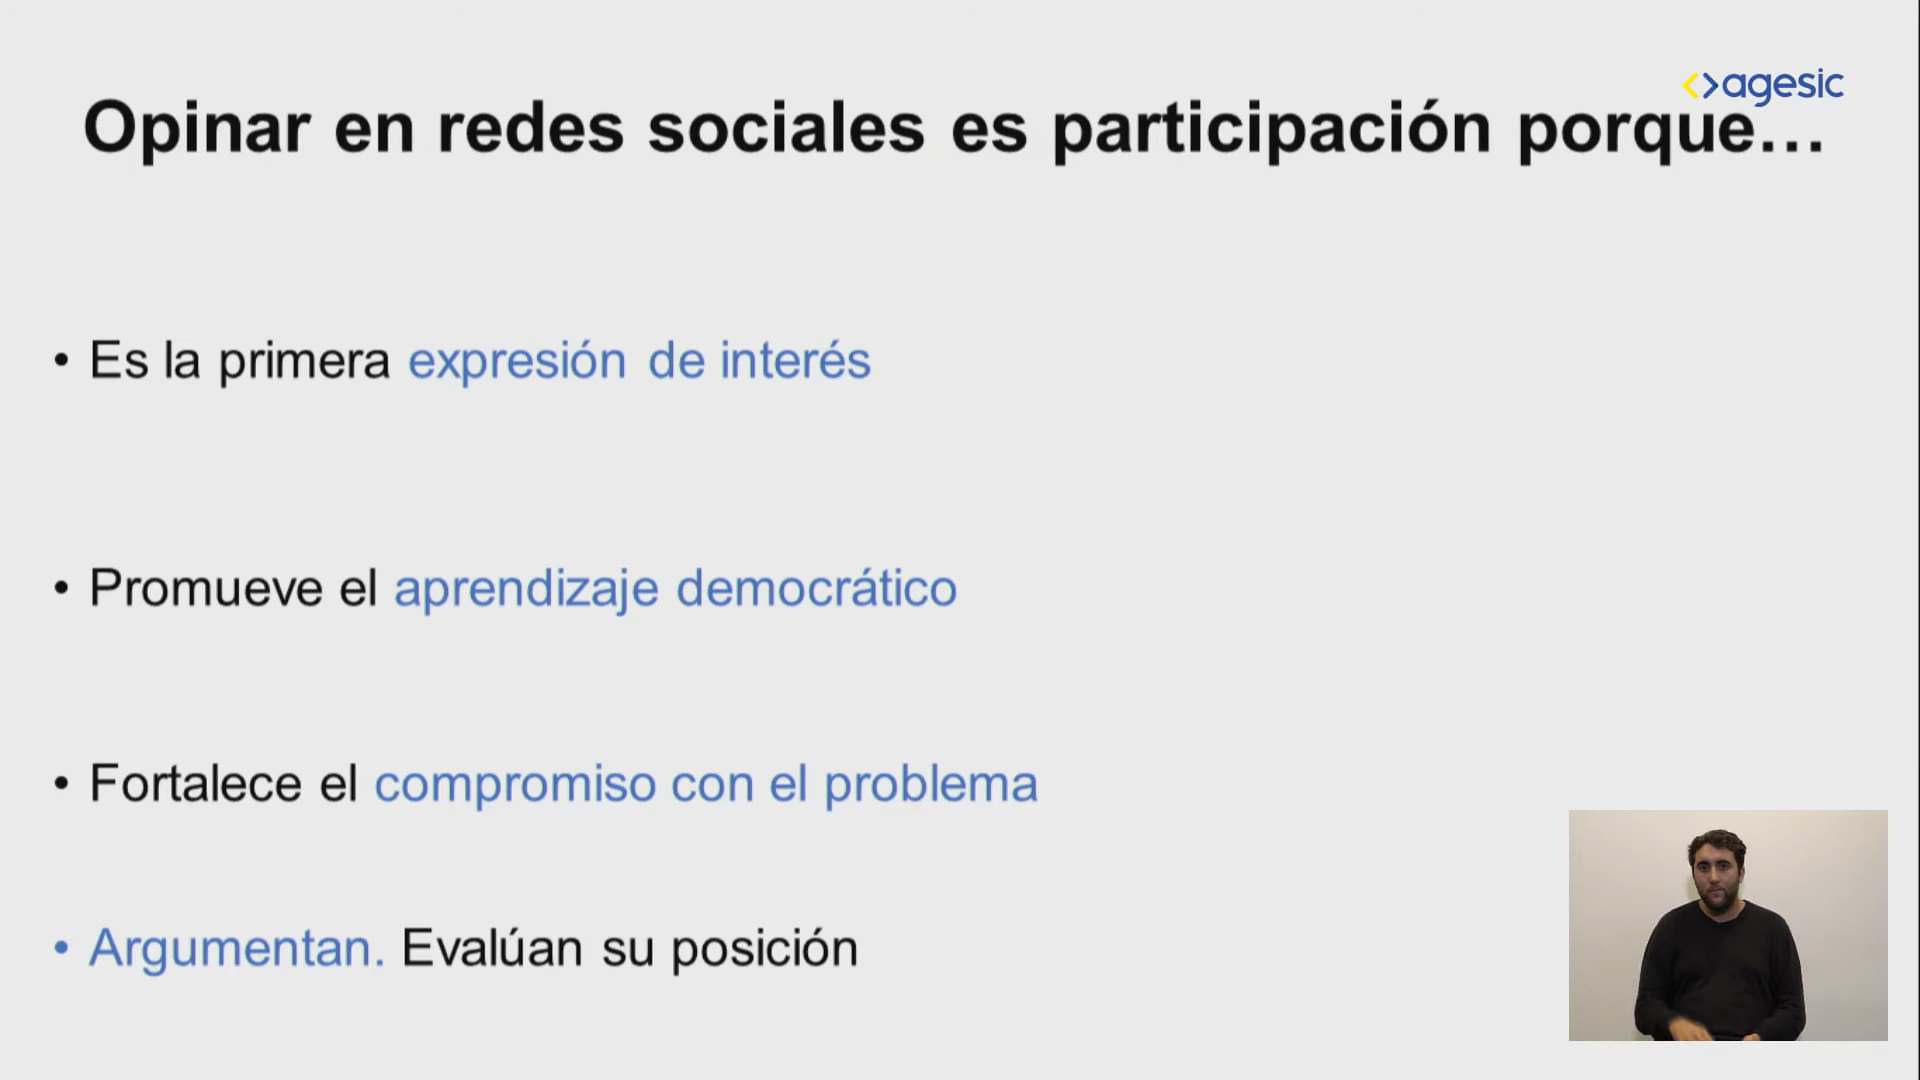 <>agesic
Opinar en redes sociales es participación porque...
• Es la primera expresión de interés
• Promueve el aprendizaje democrático
• Fortalece el compromiso con el problema
• Argumentan. Evalúan su posición